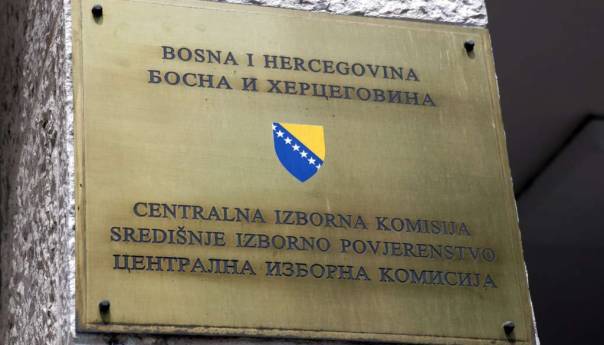 BOSNA I HERCEGOVINA
БОСНА И ХЕРЦЕГОВИНА
CENTRALNA IZBORNA KOMISIJA
SREDIŠNJE IZBORNO POVJERENSTVO
ЦЕНТРАЛНА ИЗБОРНА КОМИСИЈА